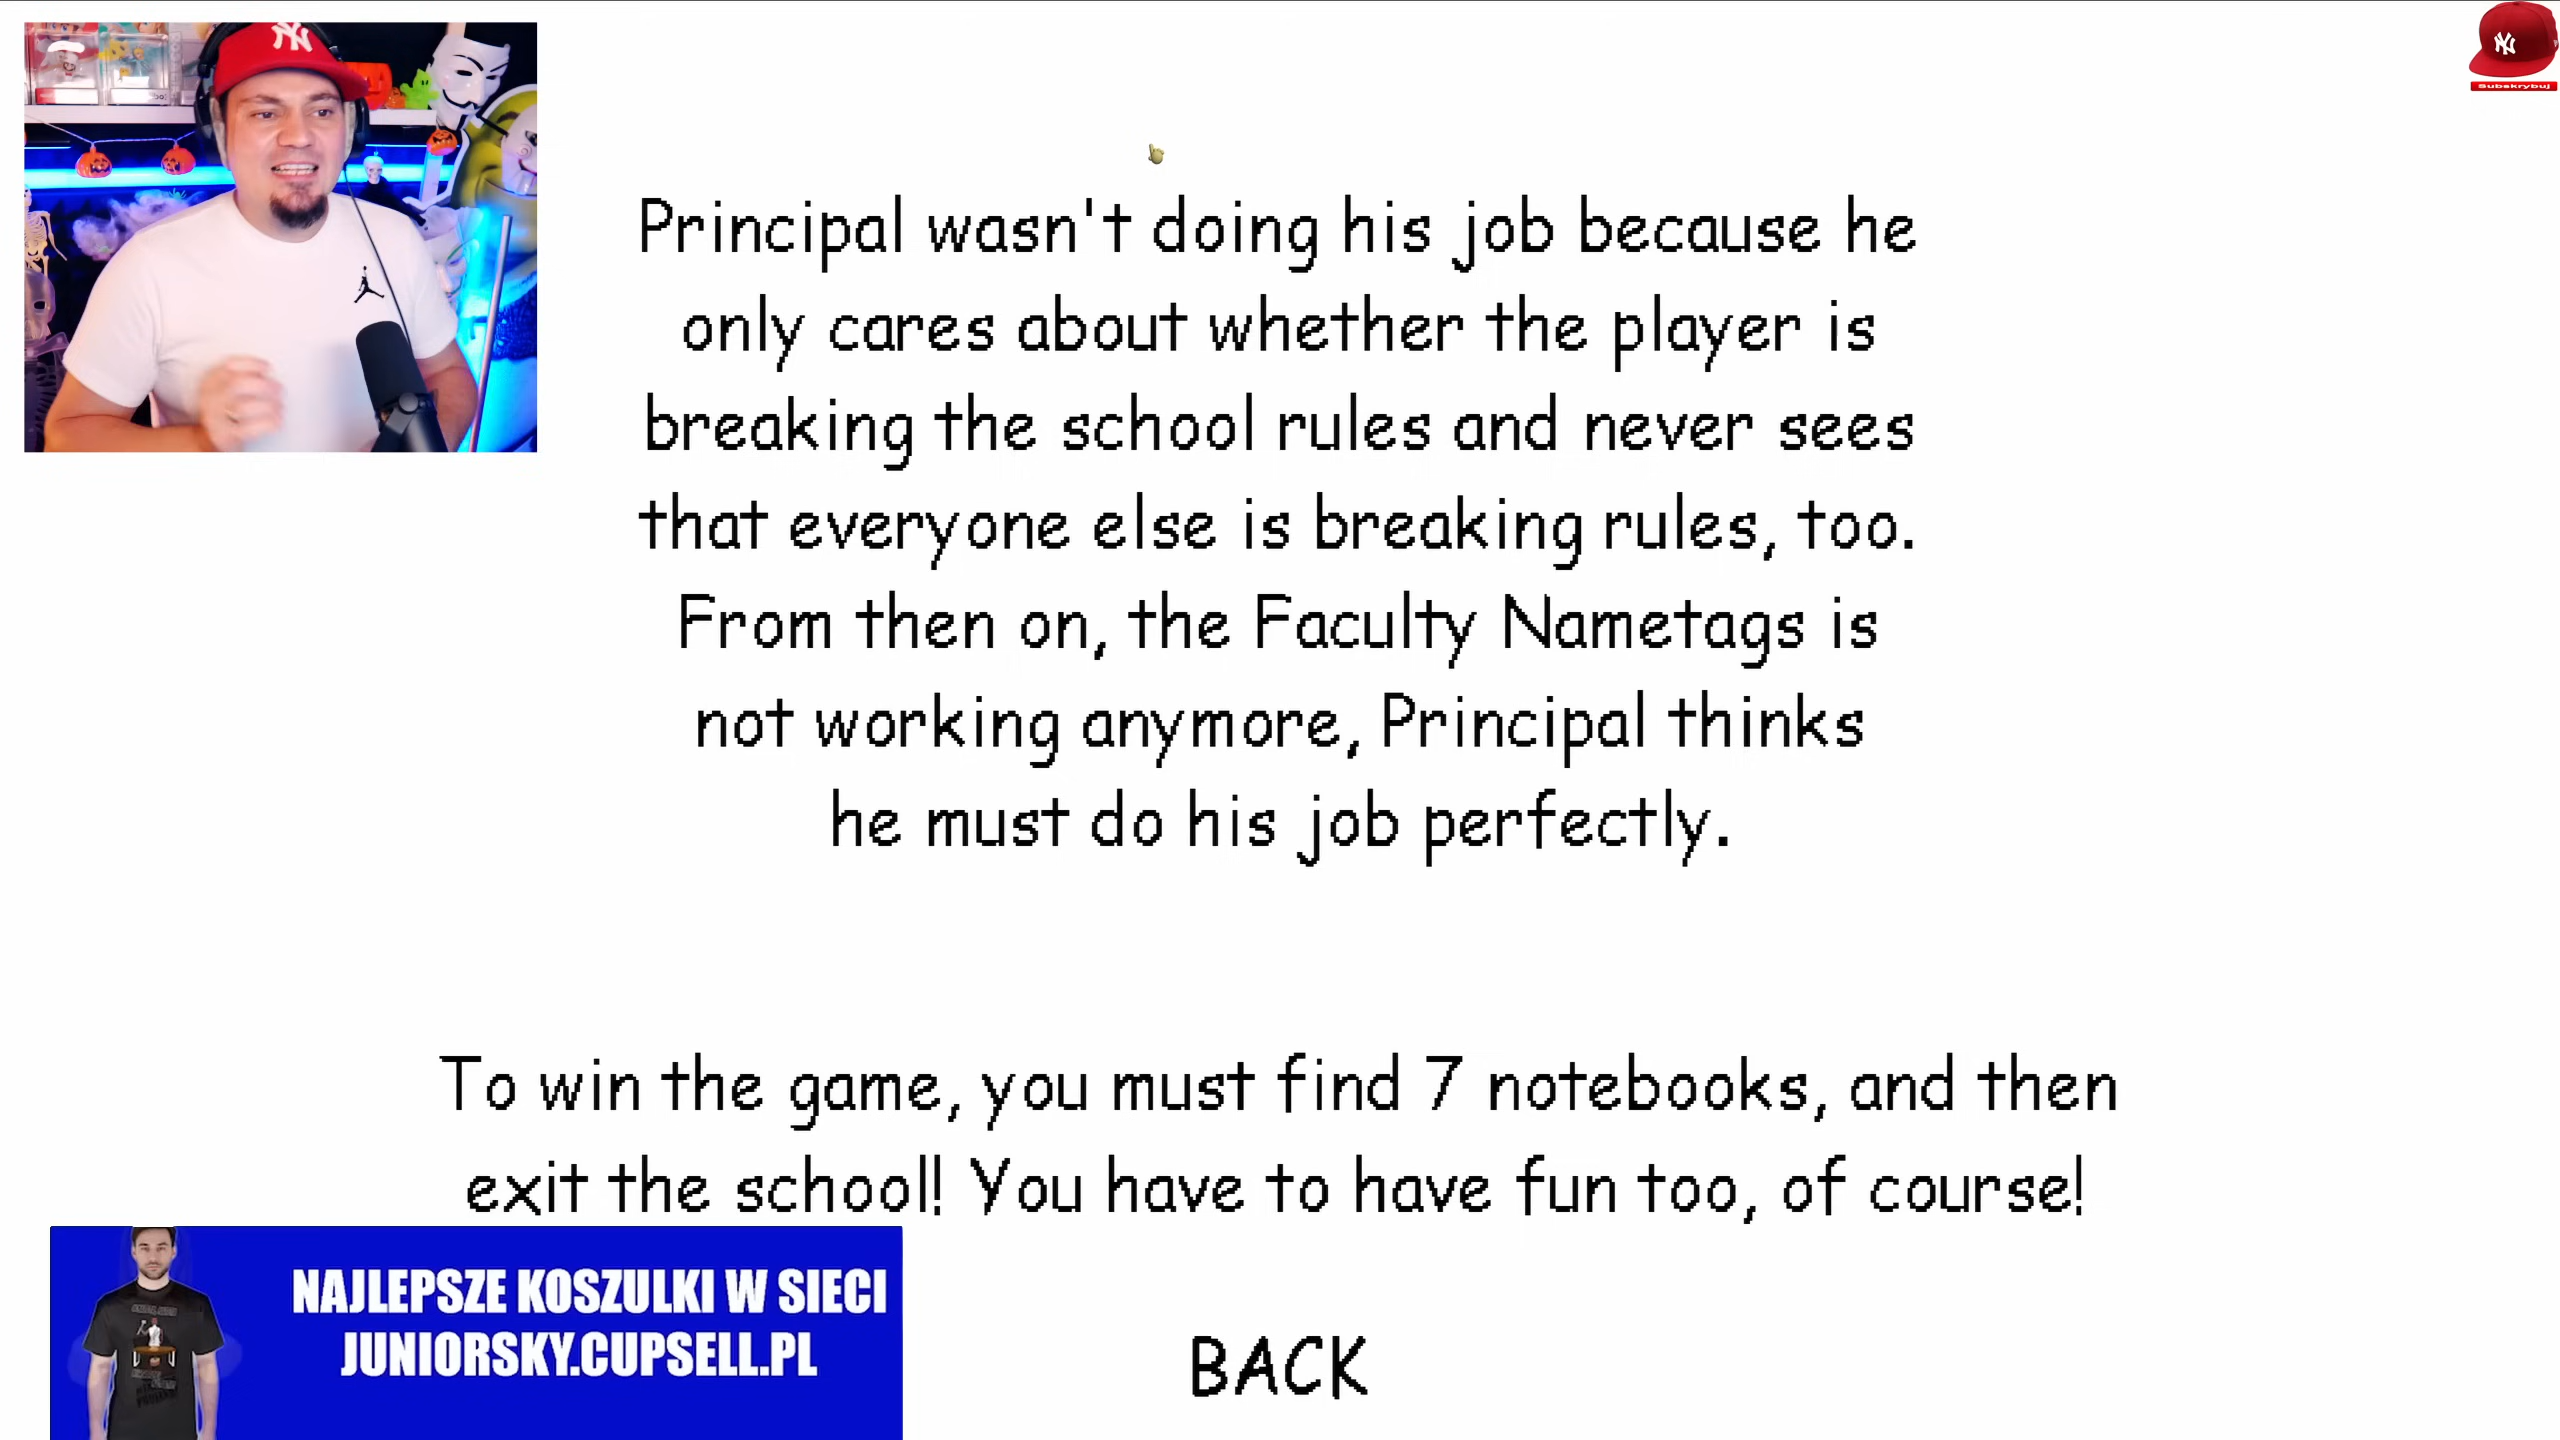 NY
NY
Subskrybuj
Principal wasn't doing his job because he
only cares about whether the player is
breaking the school rules and never sees
that everyone else is breaking rules, too.
From then on, the Faculty Nametags is
not working anymore, Principal thinks
he must do his job perfectly.
To win the game, you must find 7 notebooks, and then
exit the school! You have to have fun too, of course!
NAJLEPSZE KOSZULKI W SIECI
JUNIORSKY.CUPSELL.PL
BACK